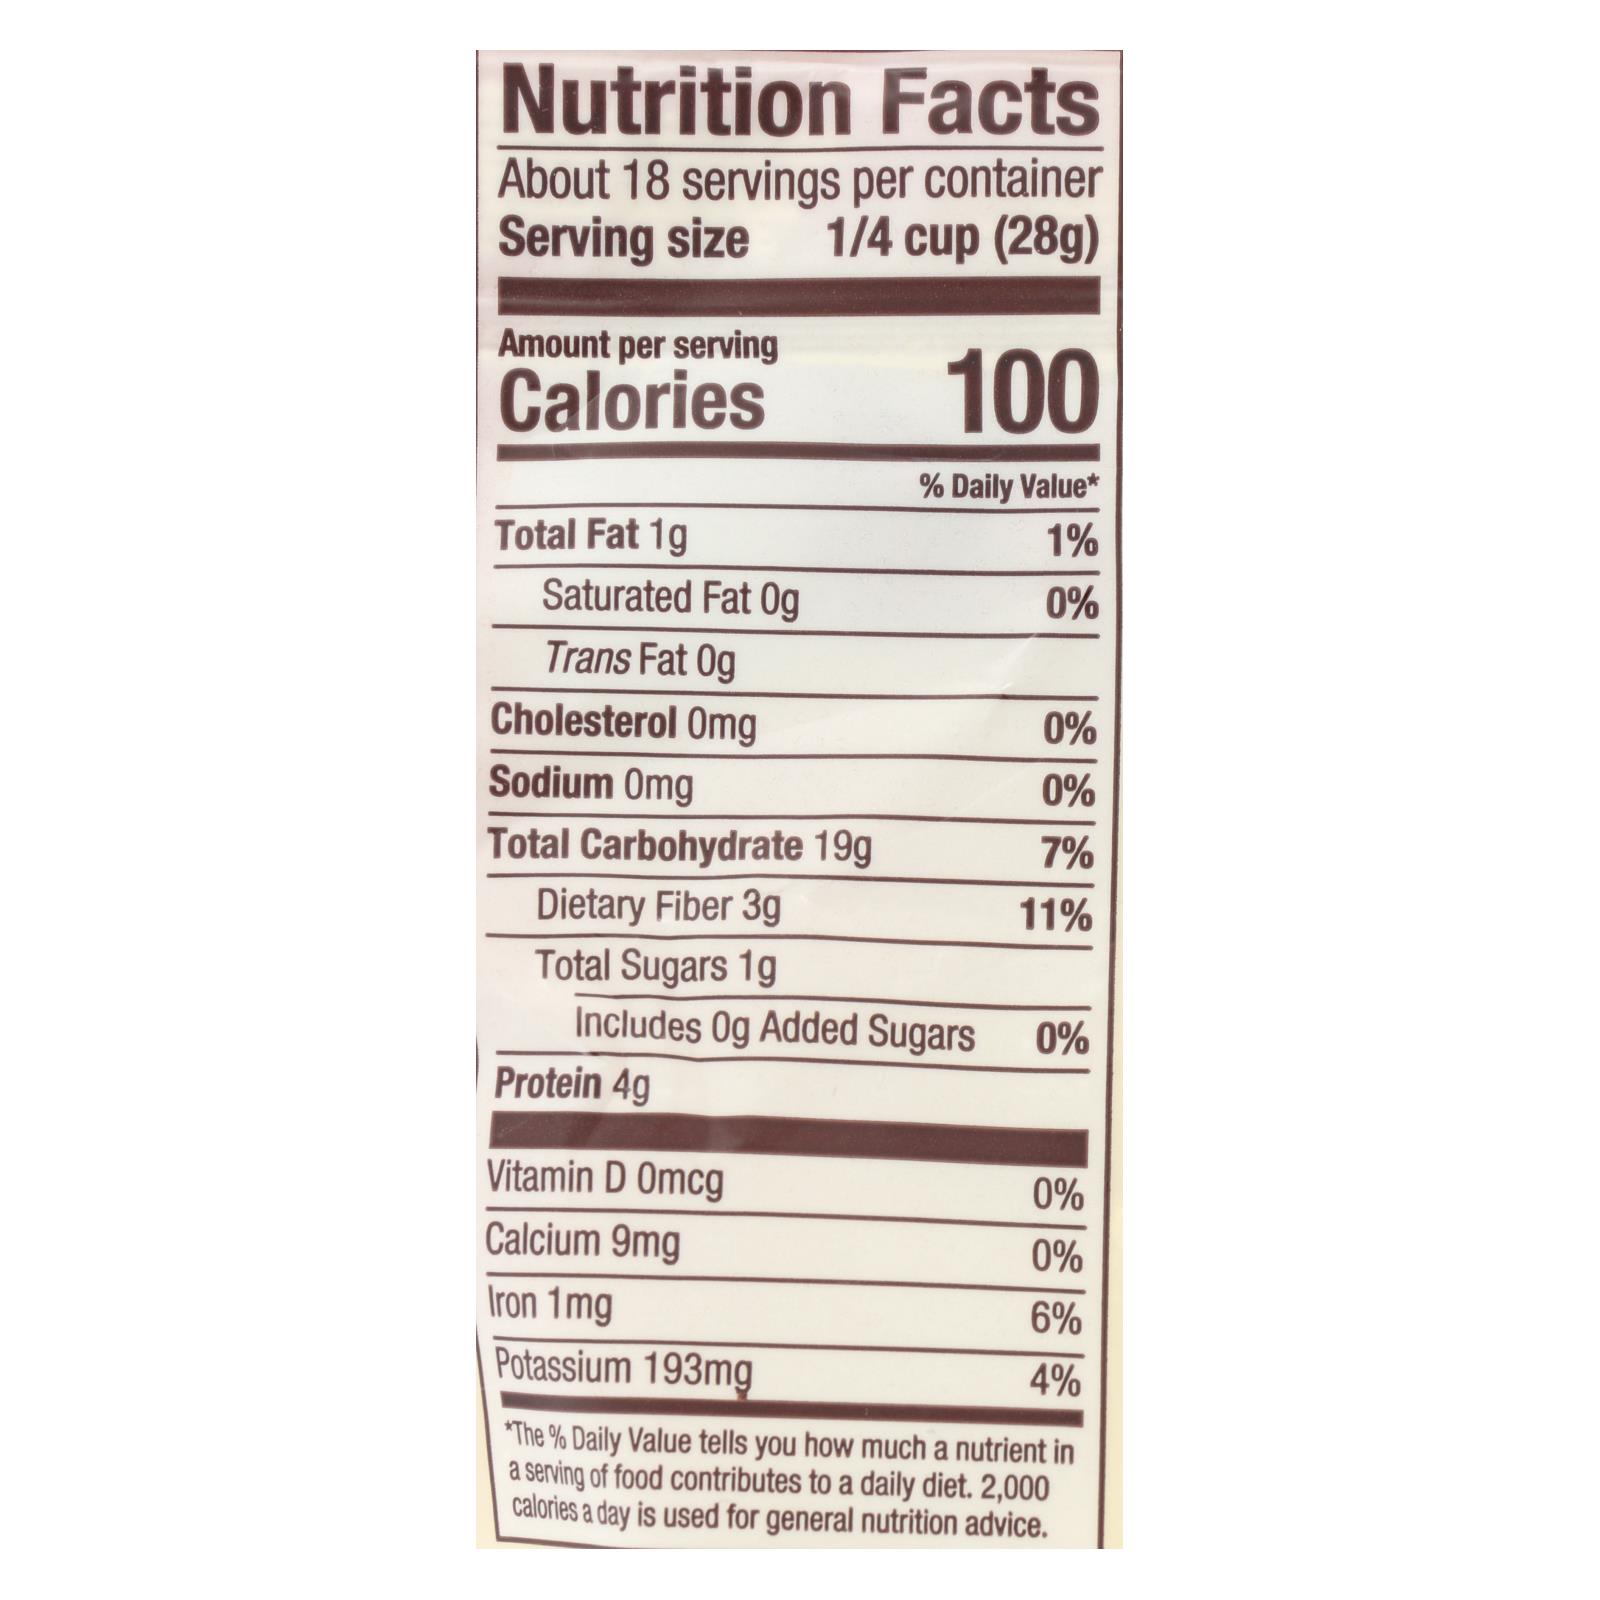 Nutrition Facts
About 18 servings per container
Serving size 1/4 cup (28g)
Amount per serving
Calories 100
% Daily Value*
Total Fat 1g 1%
Saturated Fat 0g 0%
Trans Fat 0g
Cholesterol 0mg 0%
Sodium 0mg 0%
Total Carbohydrate 19g 7%
Dietary Fiber 3g 11%
Total Sugars 1g
Includes 0g Added Sugars 0%
Protein 4g
Vitamin D 0mcg 0%
Calcium 9mg 0%
Iron 1mg 6%
Potassium 193mg 4%
*The % Daily Value tells you how much a nutrient in
a serving of food contributes to a daily diet. 2,000
calories a day is used for general nutrition advice.